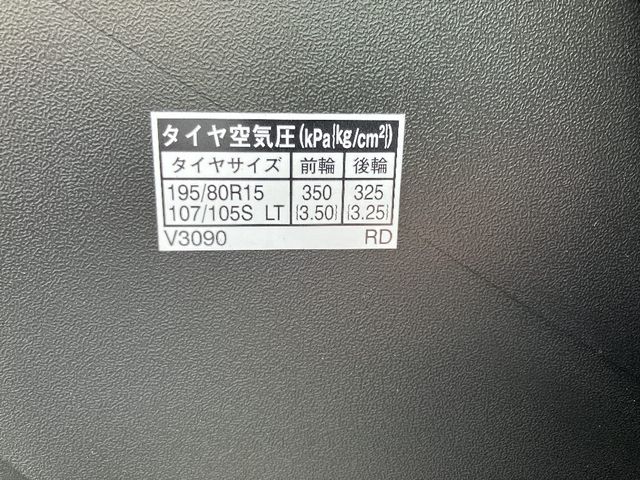 タイヤ空気圧(kPa{kg/cm²})
タイヤサイズ 前輪 後輪
195/80R15 350 325
107/105S LT {3.50} {3.25}
V3090 RD